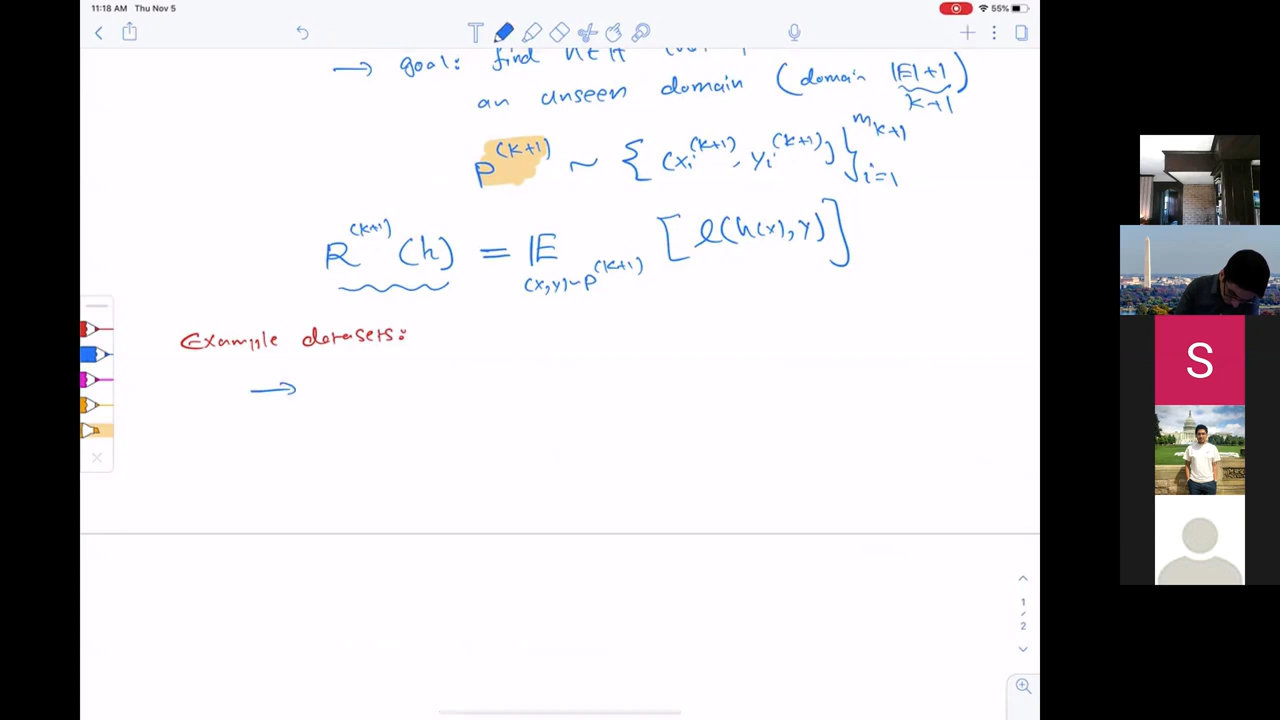 11:18 AM Thu Nov 5
55%
→ goal: find h∈H
an unseen domain (domain |E|+1)
k+1
P^(k+1) ~ { (x_i^(k+1), y_i^(k+1)) }_{i=1}^{m_{k+1}}
R^(k+1) (h) = 𝔼_{(x,y)~P^(k+1)} [ℓ(h(x), y)]
Example datasets:
→
S
1
/
2